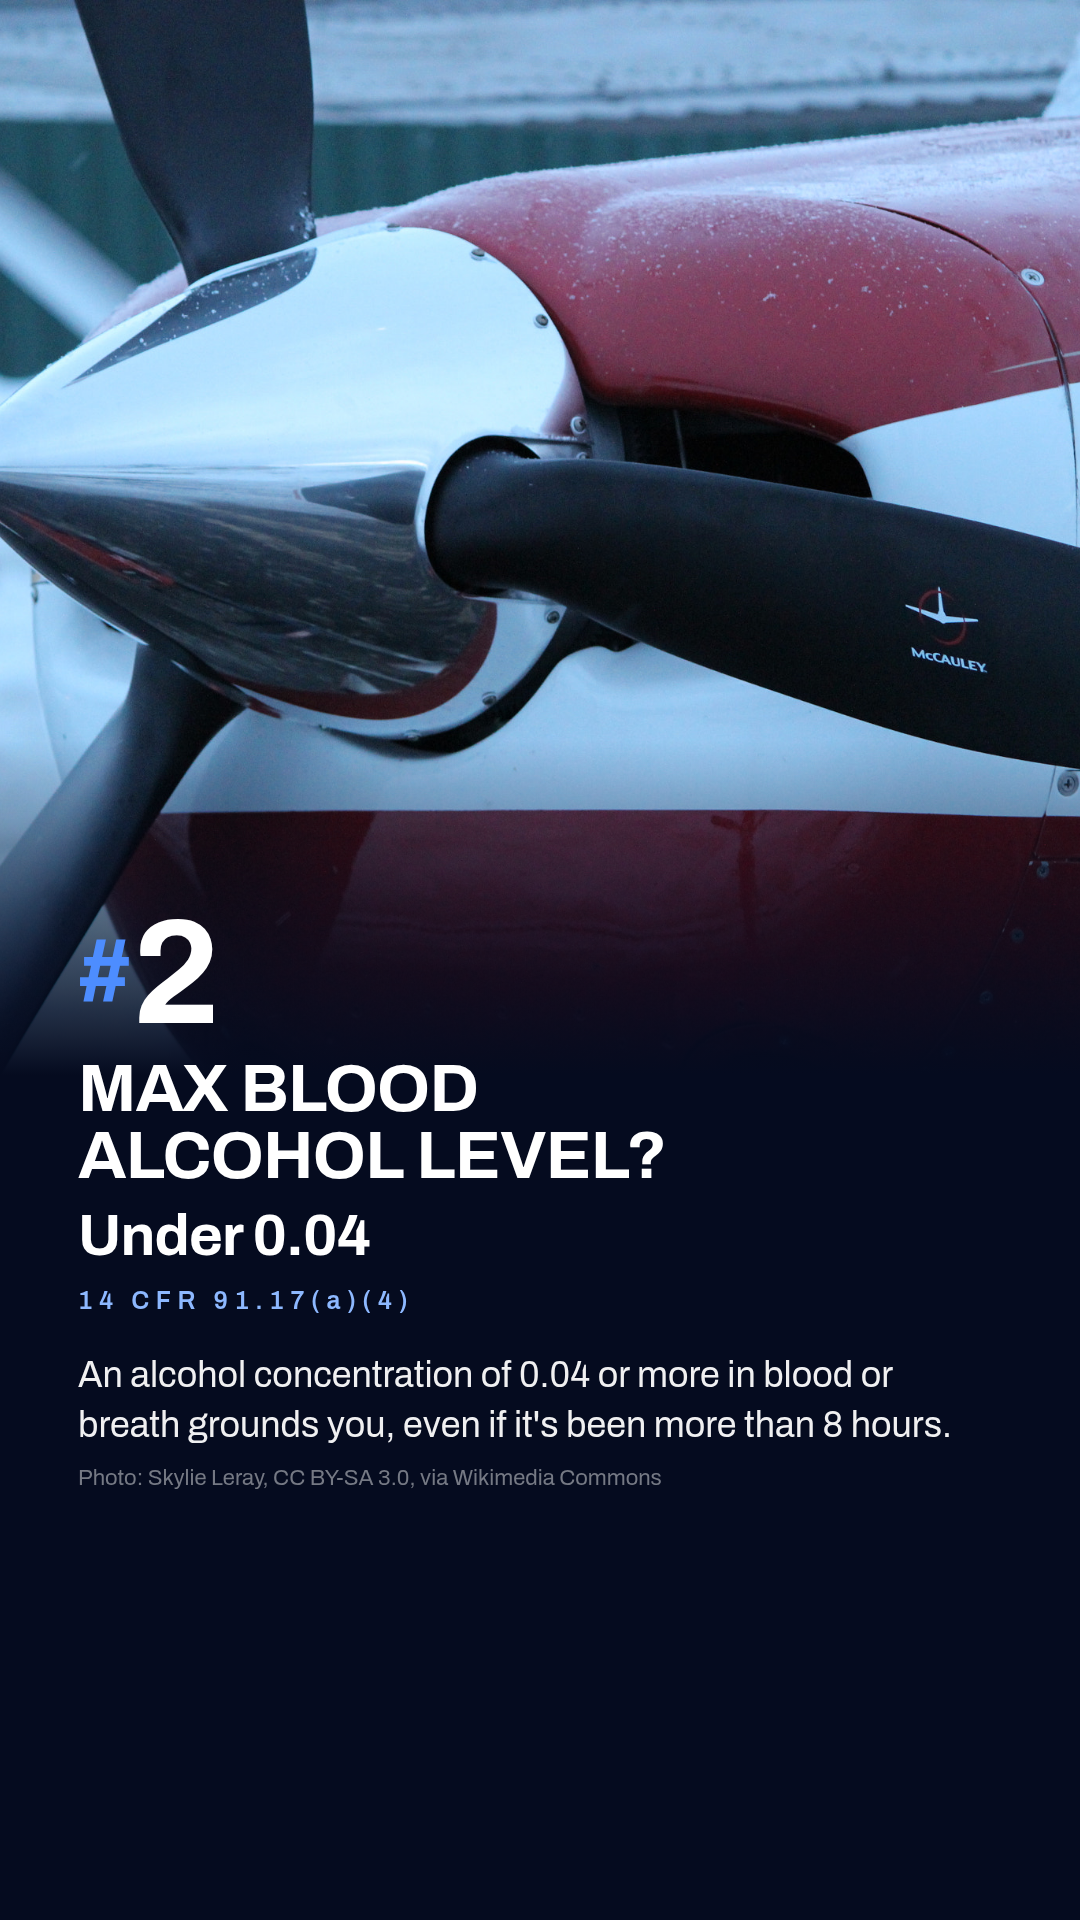 McCAULEY
#2
MAX BLOOD
ALCOHOL LEVEL?
Under 0.04
14 CFR 91.17(a)(4)
An alcohol concentration of 0.04 or more in blood or
breath grounds you, even if it's been more than 8 hours.
Photo: Skylie Leray, CC BY-SA 3.0, via Wikimedia Commons